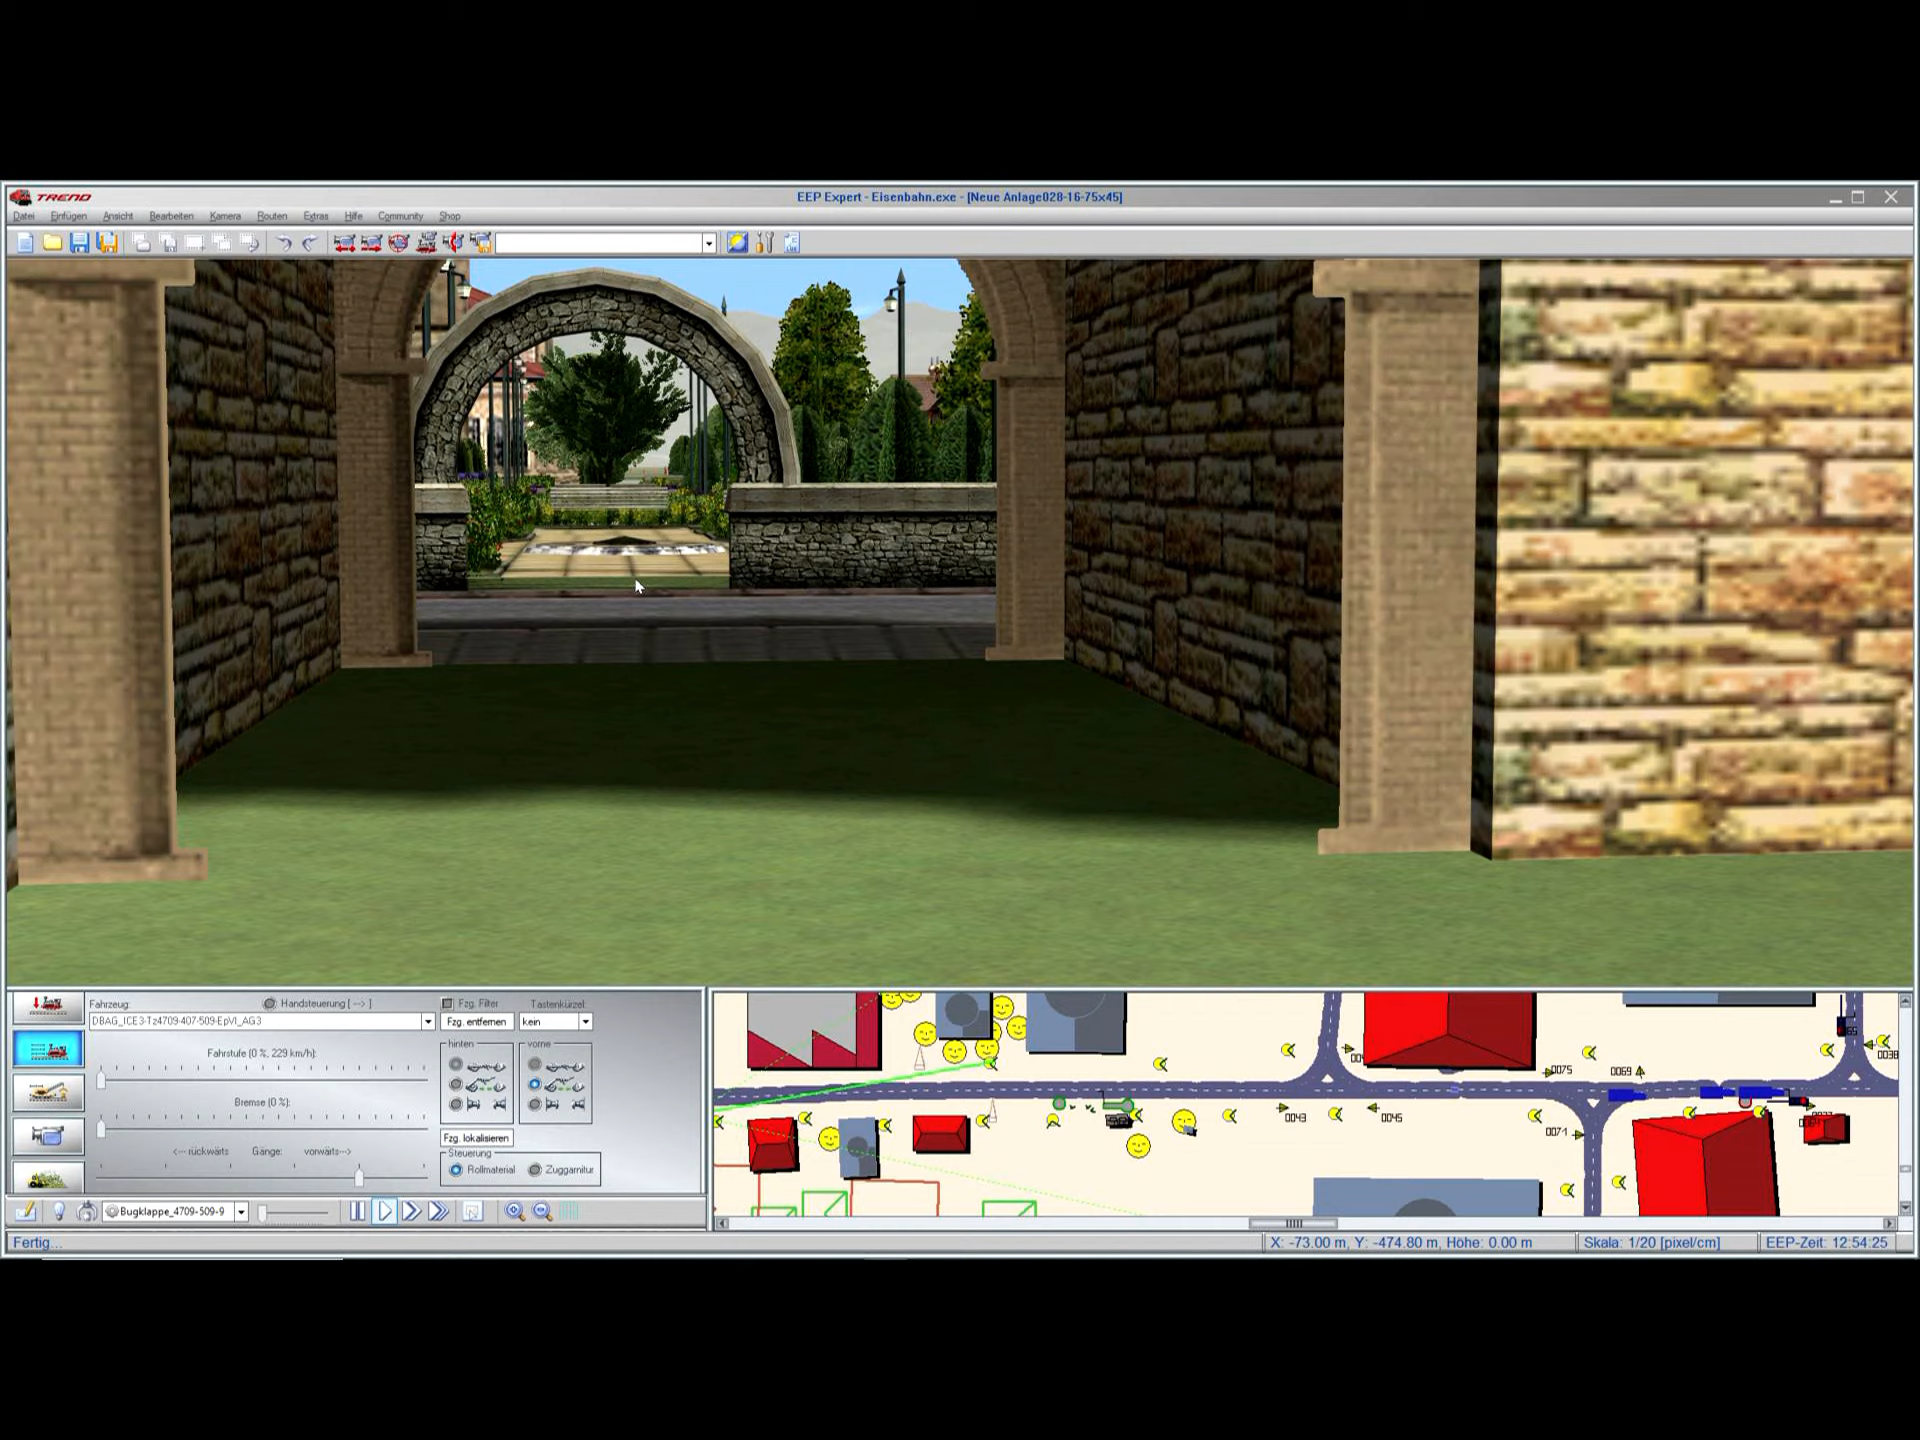 TREND
EEP Expert - Eisenbahn.exe - [Neue Anlage028-16-75x45]
Datei Einfügen Ansicht Bearbeiten Kamera Routen Extras Hilfe Community Shop
Fahrzeug: Handsteuerung [ --> ] Fzg. Filter Tastenkürzel:
DBAG_ICE3-Tz4709-407-509-EpVI_AG3 Fzg. entfernen kein
Fahrstufe (0 %, 229 km/h): hinten vorne
Bremse (0 %):
Fzg. lokalisieren
<--- rückwärts Gänge: vorwärts---> Steuerung
Rollmaterial Zuggarnitur
Bugklappe_4709-509-9
0075 0069 0038
0043 0045
0071
Fertig... X: -73.00 m, Y: -474.80 m, Höhe: 0.00 m Skala: 1/20 [pixel/cm] EEP-Zeit: 12:54:25